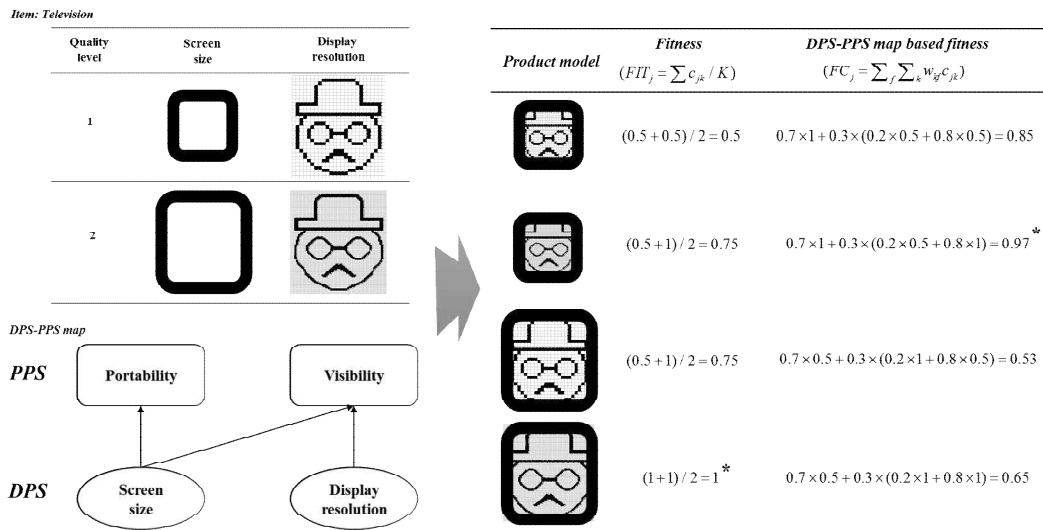 Item: Television
Quality level
Screen size
Display resolution
1
2
DPS-PPS map
PPS
Portability
Visibility
DPS
Screen size
Display resolution
Product model
Fitness
(FIT_j = ∑ c_jk / K)
DPS-PPS map based fitness
(FC_j = ∑_f ∑_k w_kf c_jk)
(0.5 + 0.5) / 2 = 0.5
0.7 × 1 + 0.3 × (0.2 × 0.5 + 0.8 × 0.5) = 0.85
(0.5 + 1) / 2 = 0.75
0.7 × 1 + 0.3 × (0.2 × 0.5 + 0.8 × 1) = 0.97 *
(0.5 + 1) / 2 = 0.75
0.7 × 0.5 + 0.3 × (0.2 × 1 + 0.8 × 0.5) = 0.53
(1 + 1) / 2 = 1 *
0.7 × 0.5 + 0.3 × (0.2 × 1 + 0.8 × 1) = 0.65